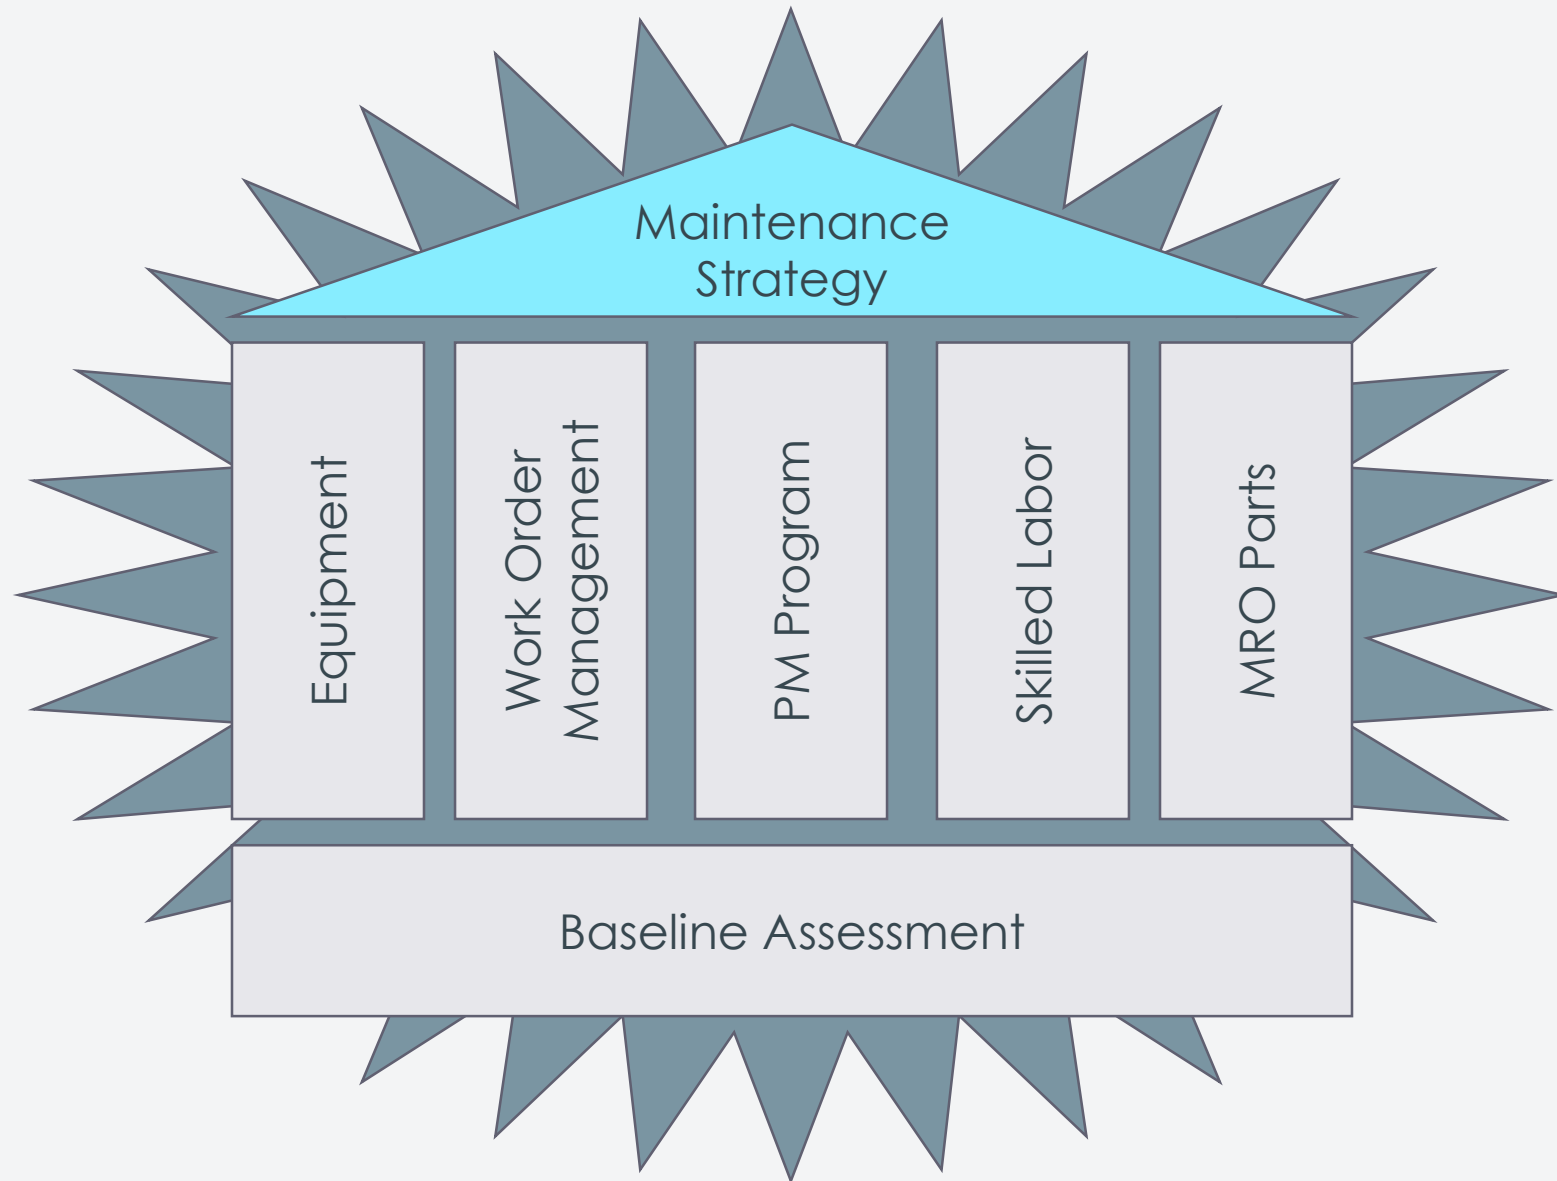 Maintenance
Strategy
Equipment
Work Order
Management
PM Program
Skilled Labor
MRO Parts
Baseline Assessment